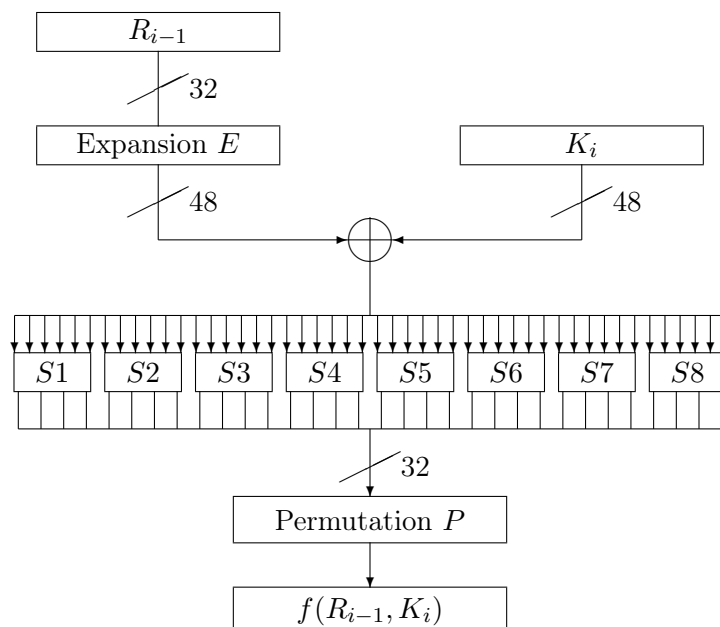 R_{i−1}
32
Expansion E
K_i
48
48
S1 S2 S3 S4 S5 S6 S7 S8
32
Permutation P
f(R_{i−1}, K_i)